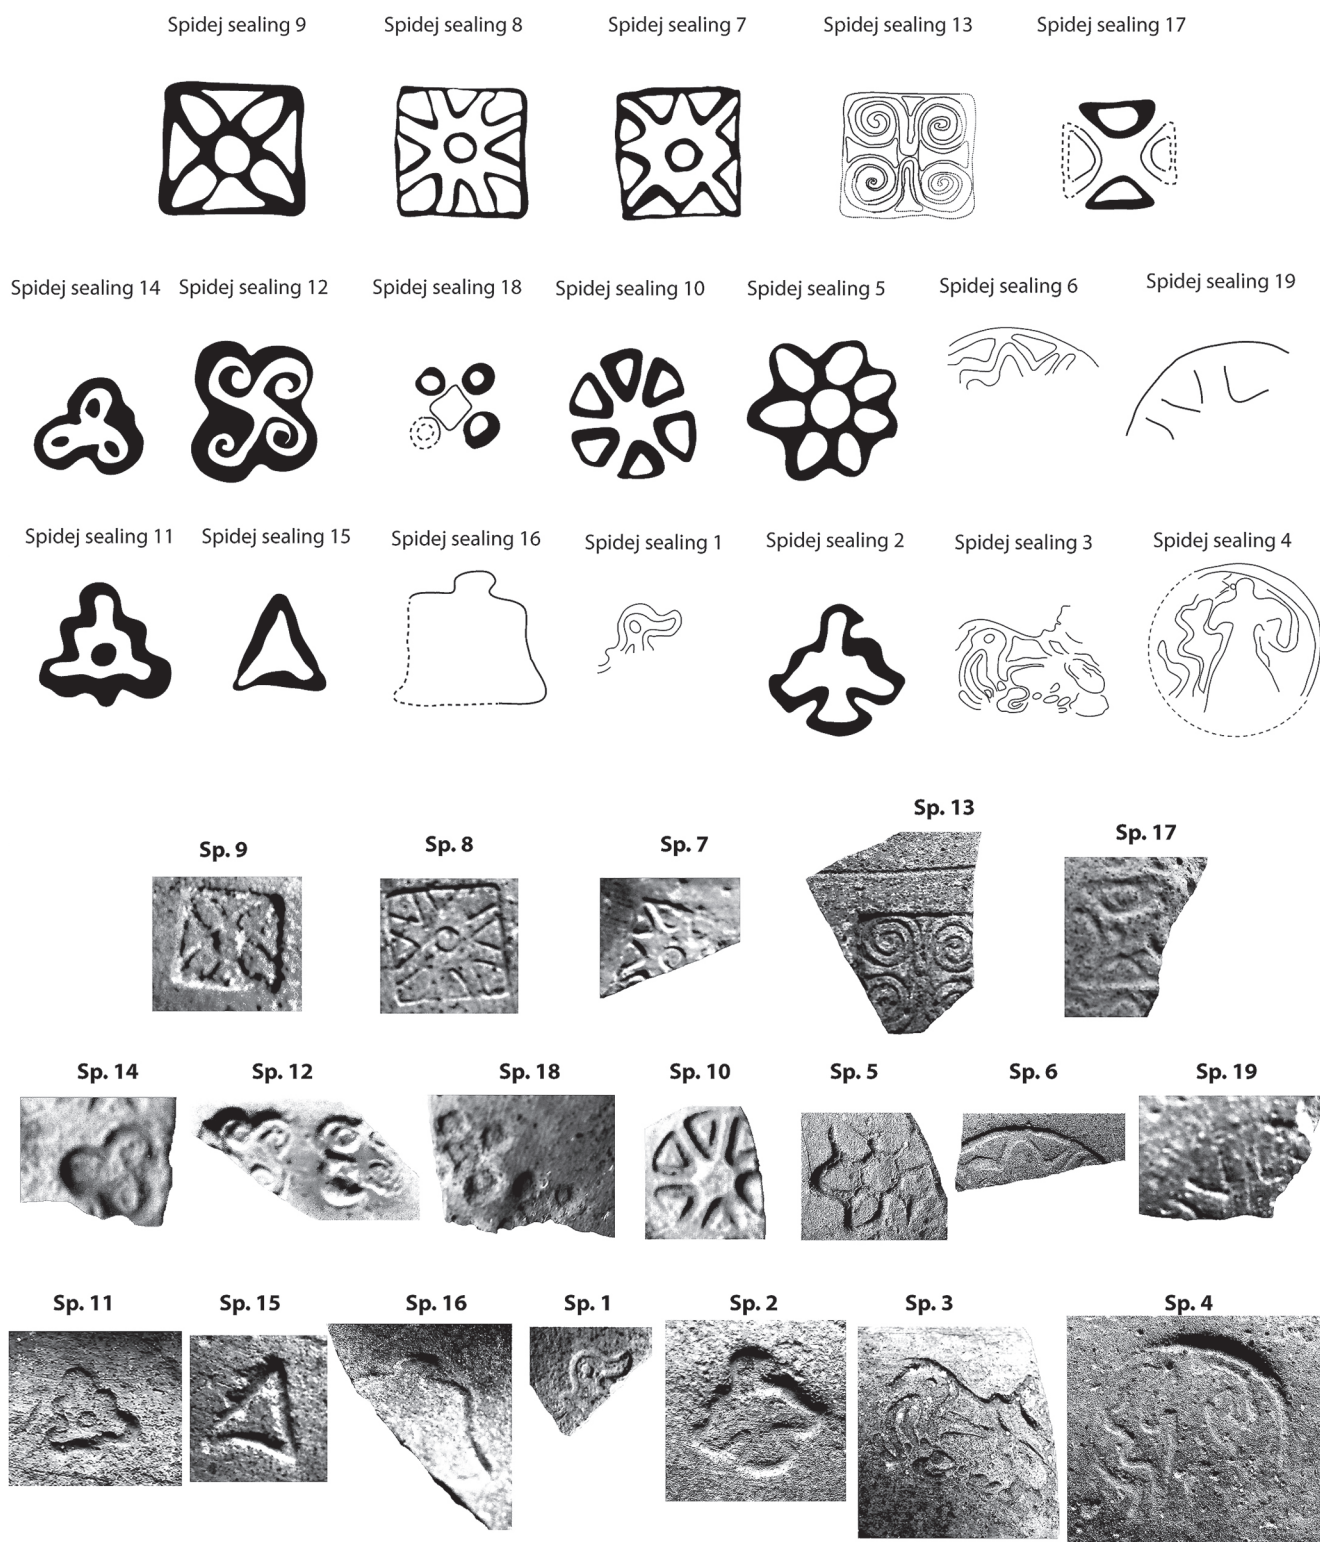 Spidej sealing 9 Spidej sealing 8 Spidej sealing 7 Spidej sealing 13 Spidej sealing 17
Spidej sealing 14 Spidej sealing 12 Spidej sealing 18 Spidej sealing 10 Spidej sealing 5 Spidej sealing 6 Spidej sealing 19
Spidej sealing 11 Spidej sealing 15 Spidej sealing 16 Spidej sealing 1 Spidej sealing 2 Spidej sealing 3 Spidej sealing 4
Sp. 9 Sp. 8 Sp. 7 Sp. 13 Sp. 17
Sp. 14 Sp. 12 Sp. 18 Sp. 10 Sp. 5 Sp. 6 Sp. 19
Sp. 11 Sp. 15 Sp. 16 Sp. 1 Sp. 2 Sp. 3 Sp. 4